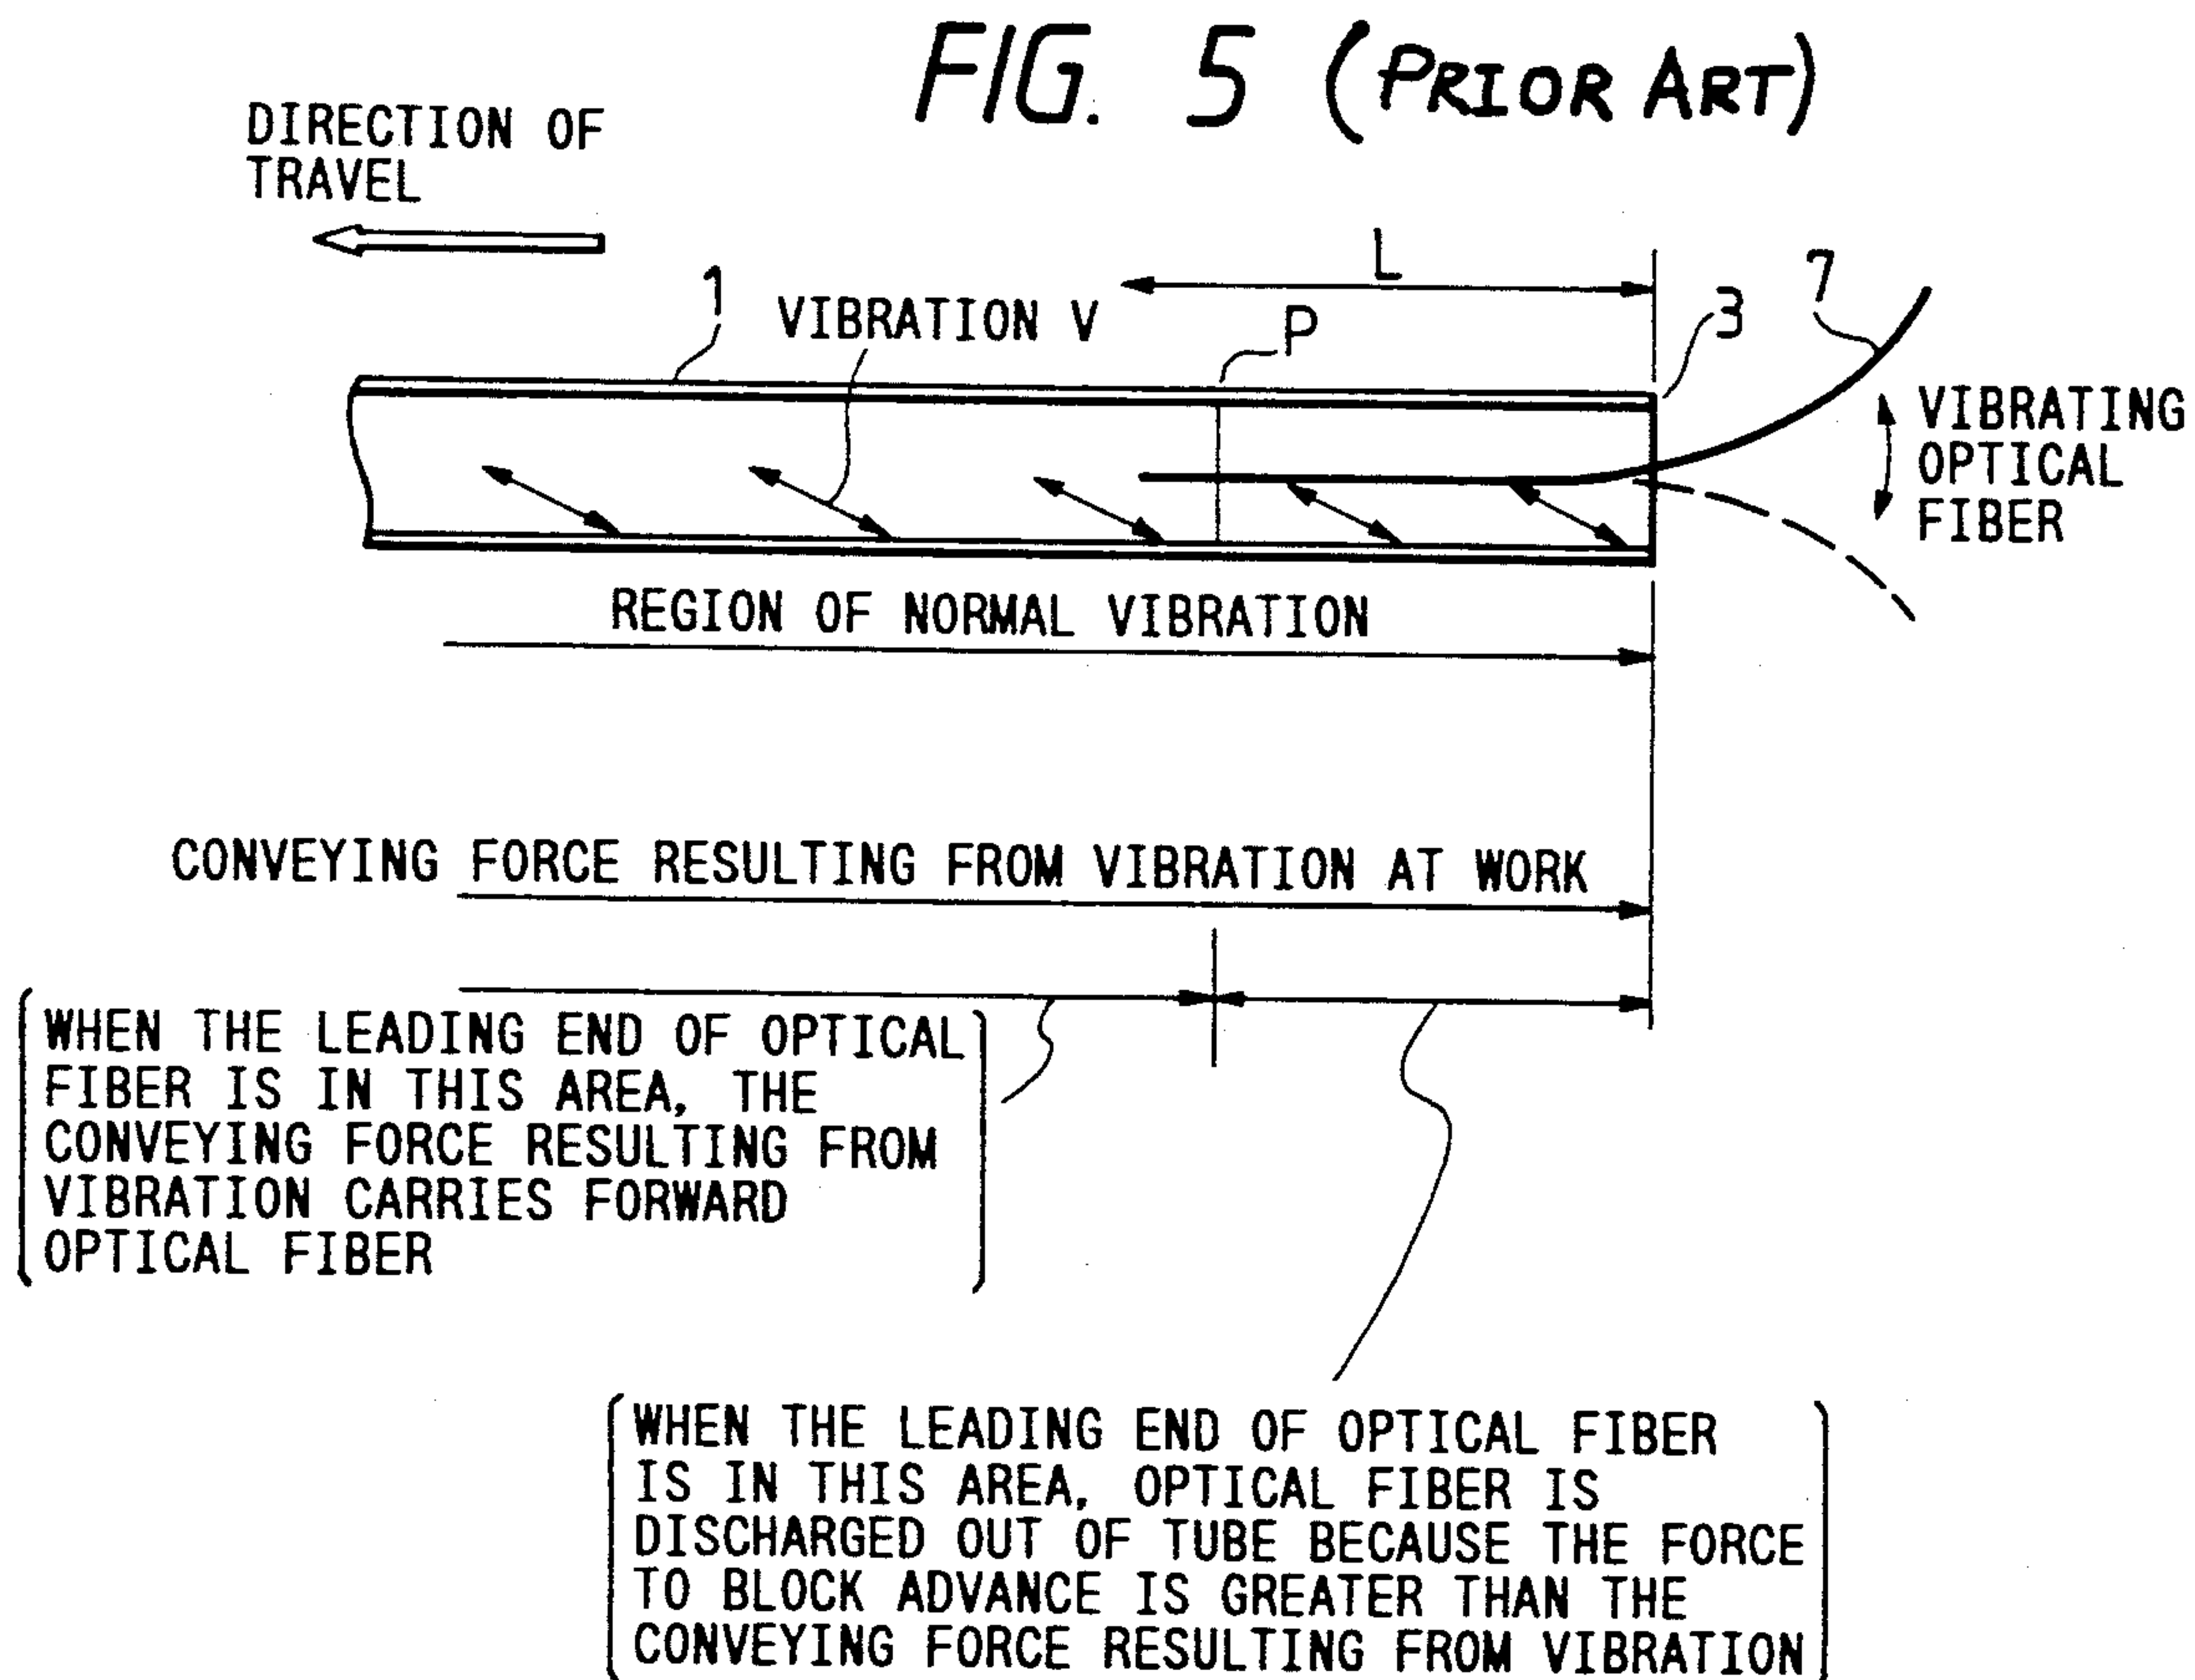 FIG. 5 (PRIOR ART)
DIRECTION OF
TRAVEL
L
1
VIBRATION V
P
3
7
VIBRATING
OPTICAL
FIBER
REGION OF NORMAL VIBRATION
CONVEYING FORCE RESULTING FROM VIBRATION AT WORK
WHEN THE LEADING END OF OPTICAL
FIBER IS IN THIS AREA, THE
CONVEYING FORCE RESULTING FROM
VIBRATION CARRIES FORWARD
OPTICAL FIBER
WHEN THE LEADING END OF OPTICAL FIBER
IS IN THIS AREA, OPTICAL FIBER IS
DISCHARGED OUT OF TUBE BECAUSE THE FORCE
TO BLOCK ADVANCE IS GREATER THAN THE
CONVEYING FORCE RESULTING FROM VIBRATION